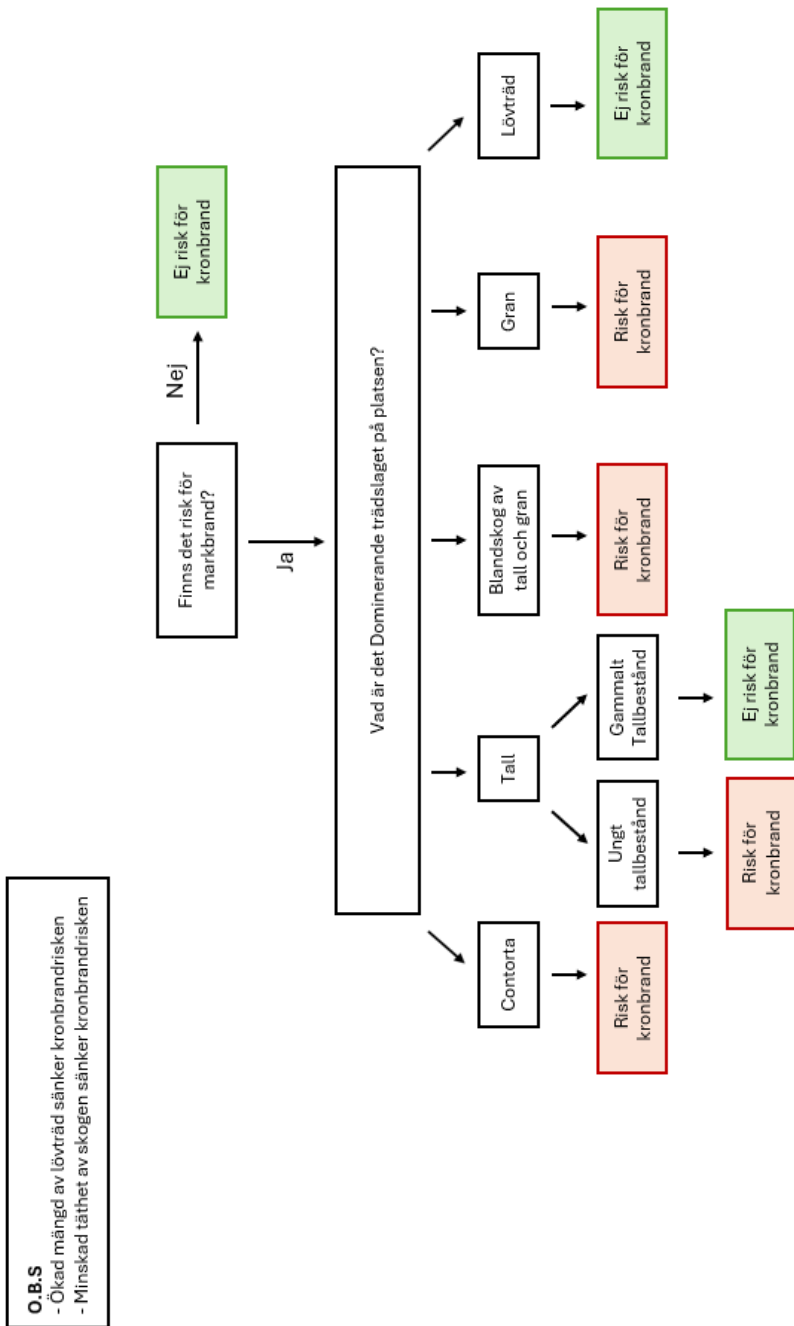 O.B.S
- Ökad mängd av lövträd sänker kronbrandrisken
- Minskad täthet av skogen sänker kronbrandrisken
Finns det risk för
markbrand?
Nej
Ej risk för
kronbrand
Ja
Vad är det Dominerande trädslaget på platsen?
Contorta
Tall
Blandskog av
tall och gran
Gran
Lövträd
Risk för
kronbrand
Ungt
tallbestånd
Gammalt
Tallbestånd
Risk för
kronbrand
Risk för
kronbrand
Ej risk för
kronbrand
Risk för
kronbrand
Ej risk för
kronbrand